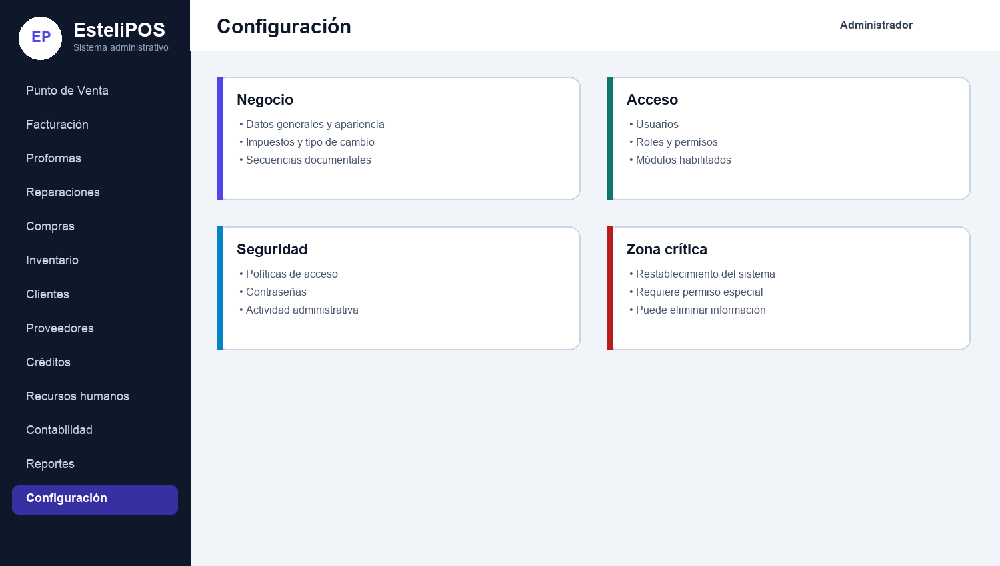 EP
EsteliPOS
Sistema administrativo
Punto de Venta
Facturación
Proformas
Reparaciones
Compras
Inventario
Clientes
Proveedores
Créditos
Recursos humanos
Contabilidad
Reportes
Configuración
Configuración
Administrador
Negocio
• Datos generales y apariencia
• Impuestos y tipo de cambio
• Secuencias documentales
Acceso
• Usuarios
• Roles y permisos
• Módulos habilitados
Seguridad
• Políticas de acceso
• Contraseñas
• Actividad administrativa
Zona crítica
• Restablecimiento del sistema
• Requiere permiso especial
• Puede eliminar información